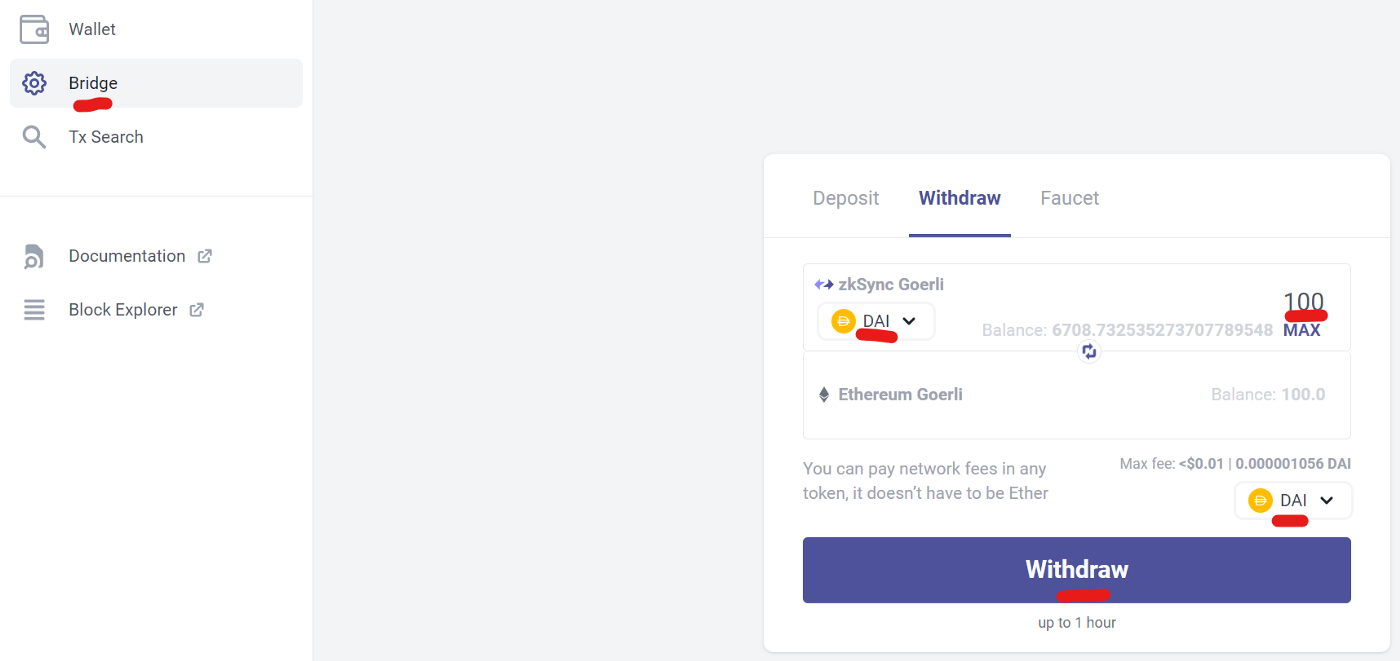 Wallet
Bridge
Tx Search
Documentation
Block Explorer
Deposit Withdraw Faucet
zkSync Goerli
100
DAI
Balance: 6708.732535273707789548 MAX
Ethereum Goerli Balance: 100.0
You can pay network fees in any
token, it doesn't have to be Ether
Max fee: <$0.01 | 0.000001056 DAI
DAI
Withdraw
up to 1 hour